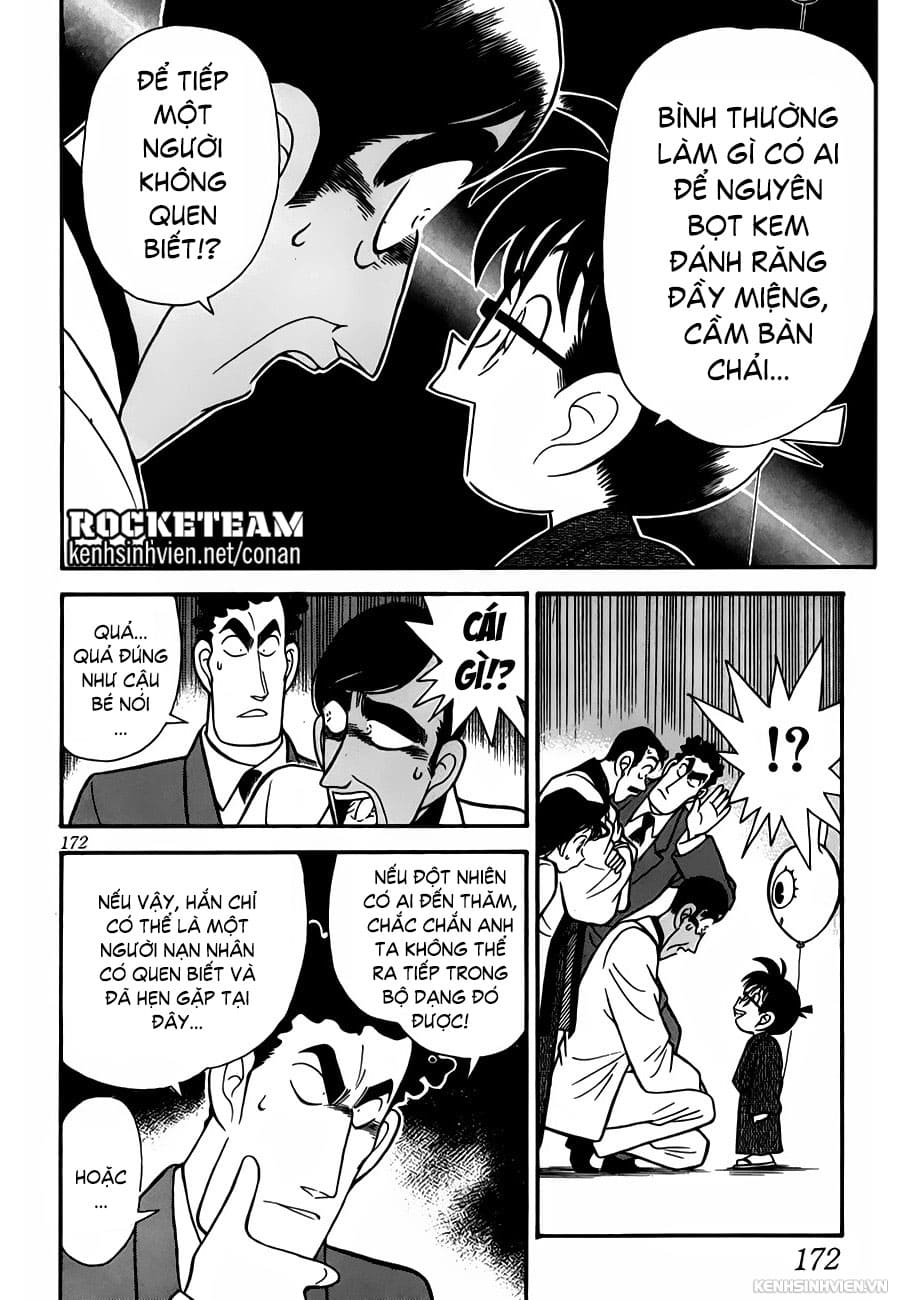 BÌNH THƯỜNG
LÀM GÌ CÓ AI
ĐỂ NGUYÊN
BỌT KEM
ĐÁNH RĂNG
ĐẦY MIỆNG,
CẦM BÀN
CHẢI...
ĐỂ TIẾP
MỘT
NGƯỜI
KHÔNG
QUEN
BIẾT!?
ROCKETEAM
kenhsinhvien.net/conan
!?
CÁI
GÌ!?
QUẢ...
QUẢ ĐÚNG
NHƯ CẬU
BÉ NÓI
...
172
NẾU ĐỘT NHIÊN
CÓ AI ĐẾN THĂM,
CHẮC CHẮN ANH
TA KHÔNG THỂ
RA TIẾP TRONG
BỘ DẠNG ĐÓ
ĐƯỢC!
NẾU VẬY, HẮN CHỈ
CÓ THỂ LÀ MỘT
NGƯỜI NẠN NHÂN
CÓ QUEN BIẾT VÀ
ĐÃ HẸN GẶP TẠI
ĐÂY...
HOẶC
...
172
KENHSINHVIEN.VN